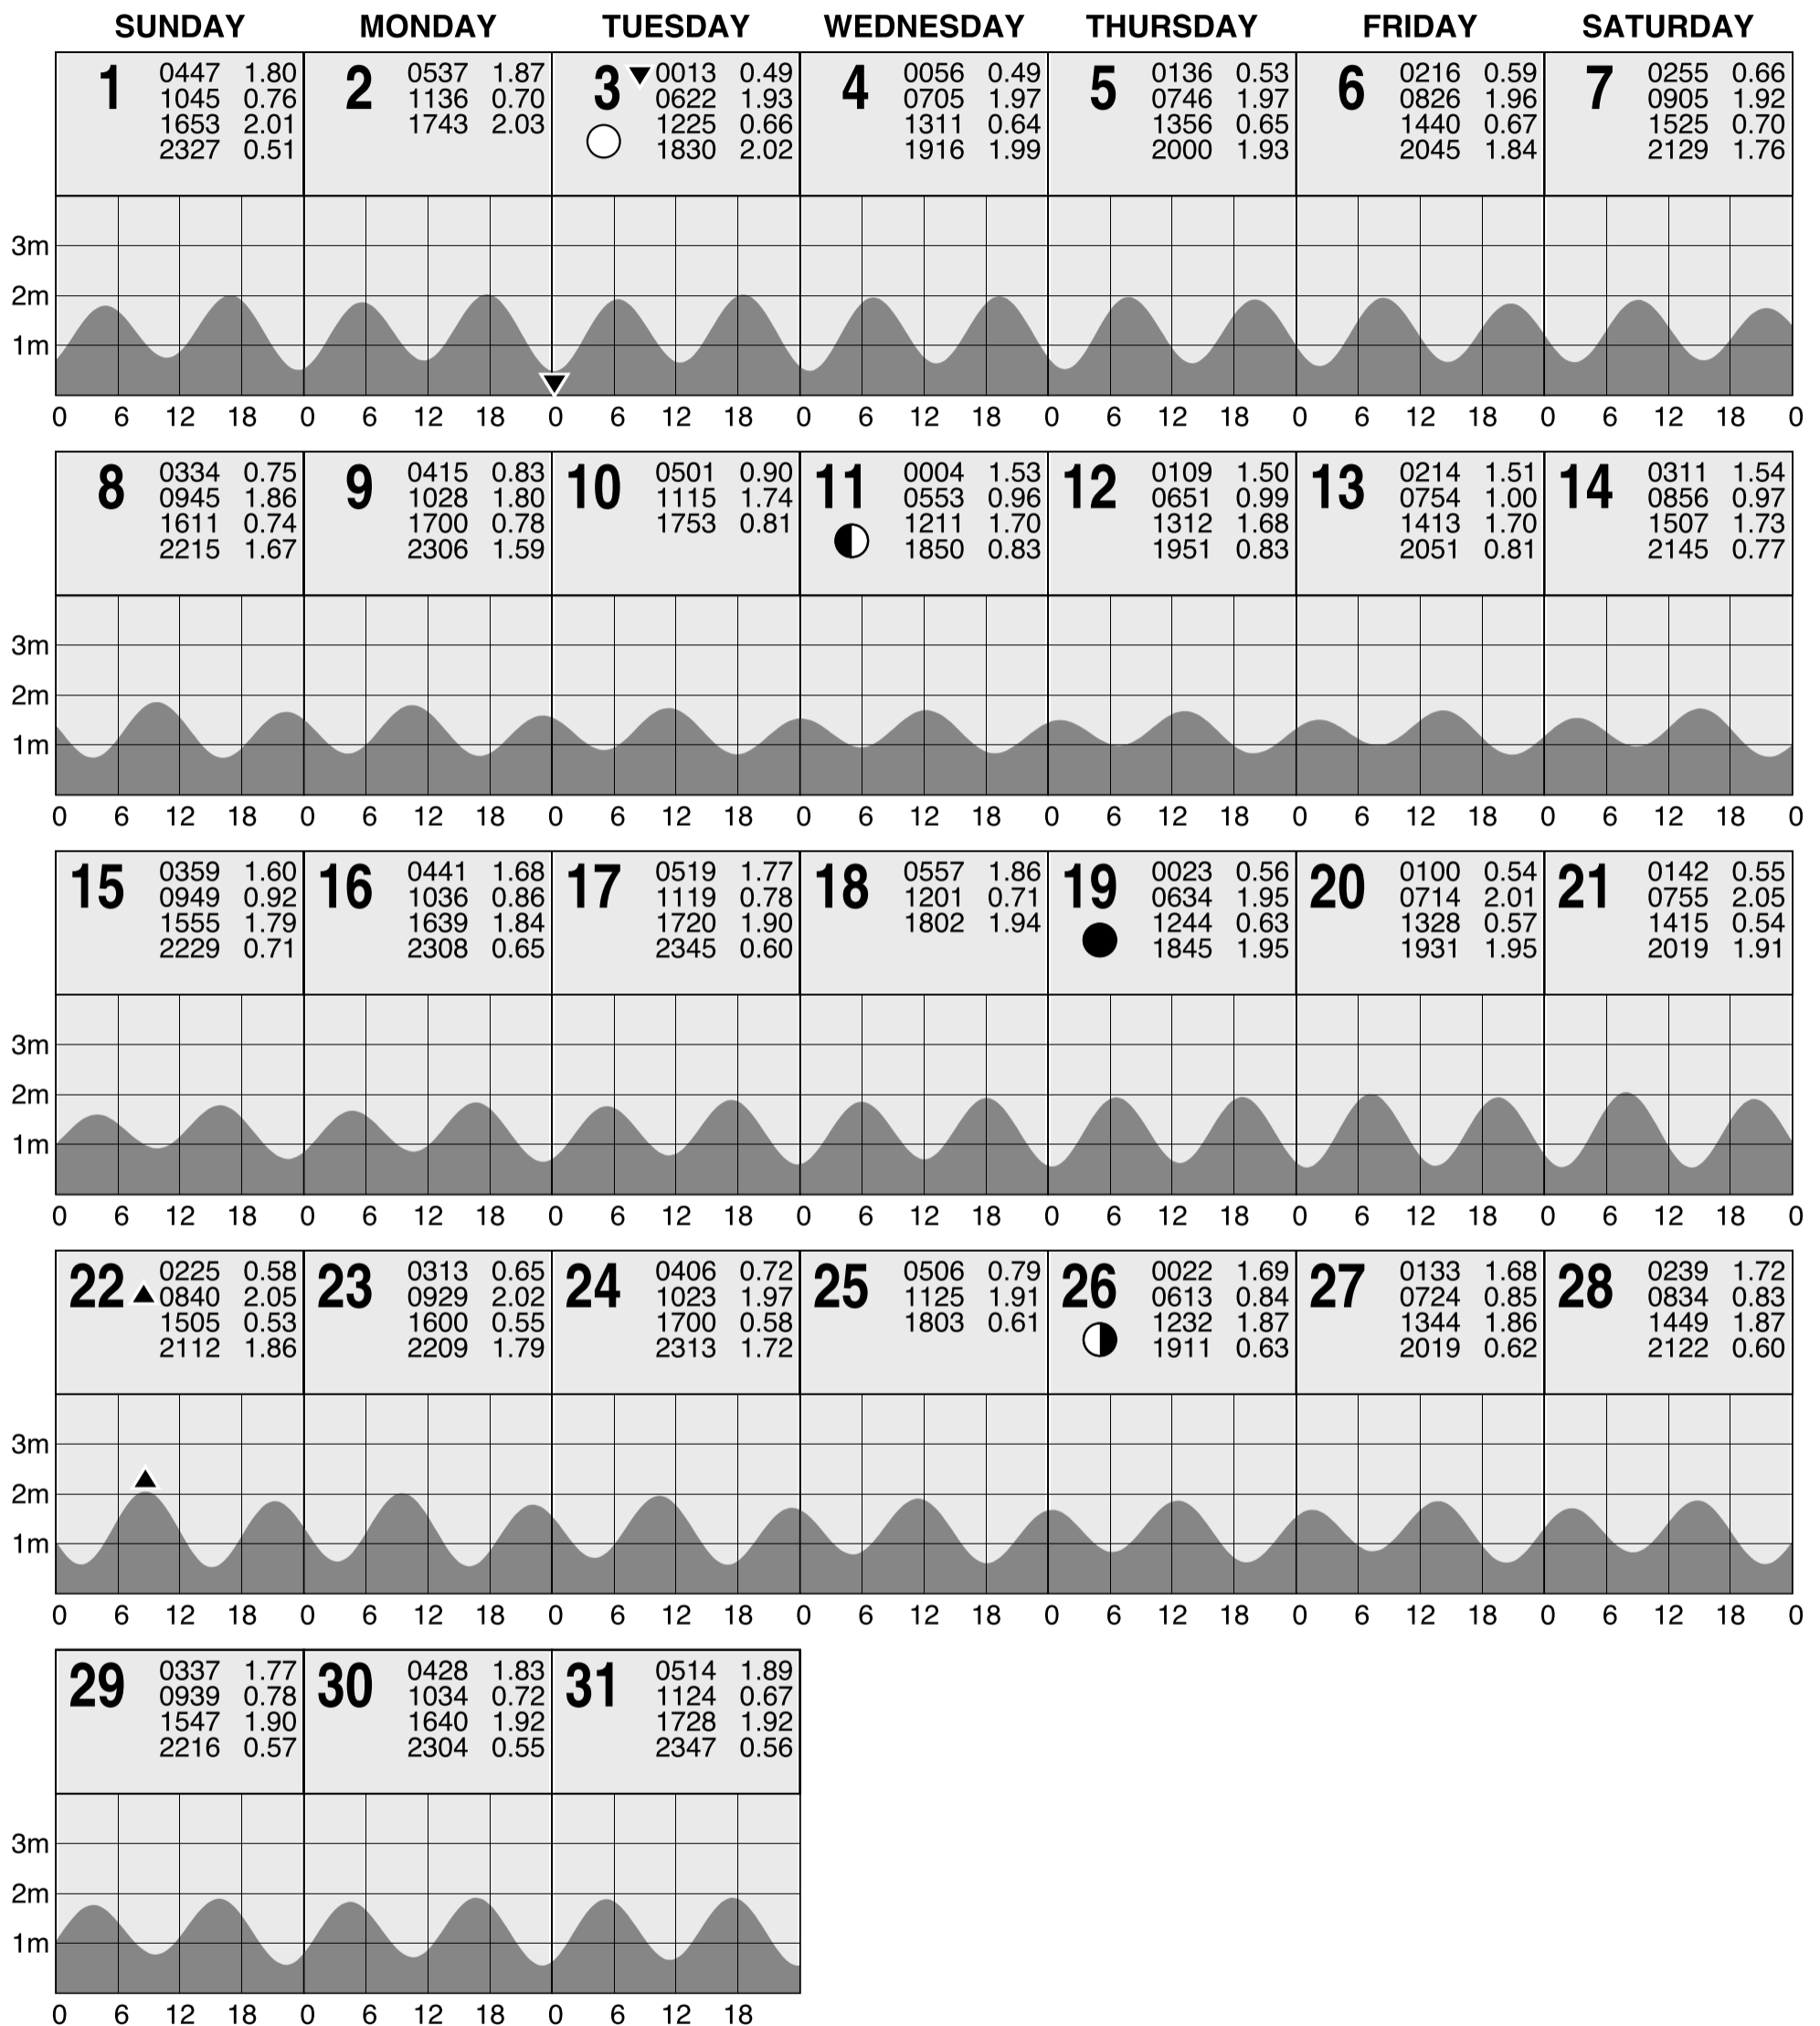 SUNDAY MONDAY TUESDAY WEDNESDAY THURSDAY FRIDAY SATURDAY
1 0447 1.80 2 0537 1.87 3 0013 0.49 4 0056 0.49 5 0136 0.53 6 0216 0.59 7 0255 0.66
1045 0.76 1136 0.70 0622 1.93 0705 1.97 0746 1.97 0826 1.96 0905 1.92
1653 2.01 1743 2.03 1225 0.66 1311 0.64 1356 0.65 1440 0.67 1525 0.70
2327 0.51 1830 2.02 1916 1.99 2000 1.93 2045 1.84 2129 1.76
3m
2m
1m
0 6 12 18 0 6 12 18 0 6 12 18 0 6 12 18 0 6 12 18 0 6 12 18 0 6 12 18 0
8 0334 0.75 9 0415 0.83 10 0501 0.90 11 0004 1.53 12 0109 1.50 13 0214 1.51 14 0311 1.54
0945 1.86 1028 1.80 1115 1.74 0553 0.96 0651 0.99 0754 1.00 0856 0.97
1611 0.74 1700 0.78 1753 0.81 1211 1.70 1312 1.68 1413 1.70 1507 1.73
2215 1.67 2306 1.59 1850 0.83 1951 0.83 2051 0.81 2145 0.77
3m
2m
1m
0 6 12 18 0 6 12 18 0 6 12 18 0 6 12 18 0 6 12 18 0 6 12 18 0 6 12 18 0
15 0359 1.60 16 0441 1.68 17 0519 1.77 18 0557 1.86 19 0023 0.56 20 0100 0.54 21 0142 0.55
0949 0.92 1036 0.86 1119 0.78 1201 0.71 0634 1.95 0714 2.01 0755 2.05
1555 1.79 1639 1.84 1720 1.90 1802 1.94 1244 0.63 1328 0.57 1415 0.54
2229 0.71 2308 0.65 2345 0.60 1845 1.95 1931 1.95 2019 1.91
3m
2m
1m
0 6 12 18 0 6 12 18 0 6 12 18 0 6 12 18 0 6 12 18 0 6 12 18 0 6 12 18 0
22 0225 0.58 23 0313 0.65 24 0406 0.72 25 0506 0.79 26 0022 1.69 27 0133 1.68 28 0239 1.72
0840 2.05 0929 2.02 1023 1.97 1125 1.91 0613 0.84 0724 0.85 0834 0.83
1505 0.53 1600 0.55 1700 0.58 1803 0.61 1232 1.87 1344 1.86 1449 1.87
2112 1.86 2209 1.79 2313 1.72 1911 0.63 2019 0.62 2122 0.60
3m
2m
1m
0 6 12 18 0 6 12 18 0 6 12 18 0 6 12 18 0 6 12 18 0 6 12 18 0 6 12 18 0
29 0337 1.77 30 0428 1.83 31 0514 1.89
0939 0.78 1034 0.72 1124 0.67
1547 1.90 1640 1.92 1728 1.92
2216 0.57 2304 0.55 2347 0.56
3m
2m
1m
0 6 12 18 0 6 12 18 0 6 12 18